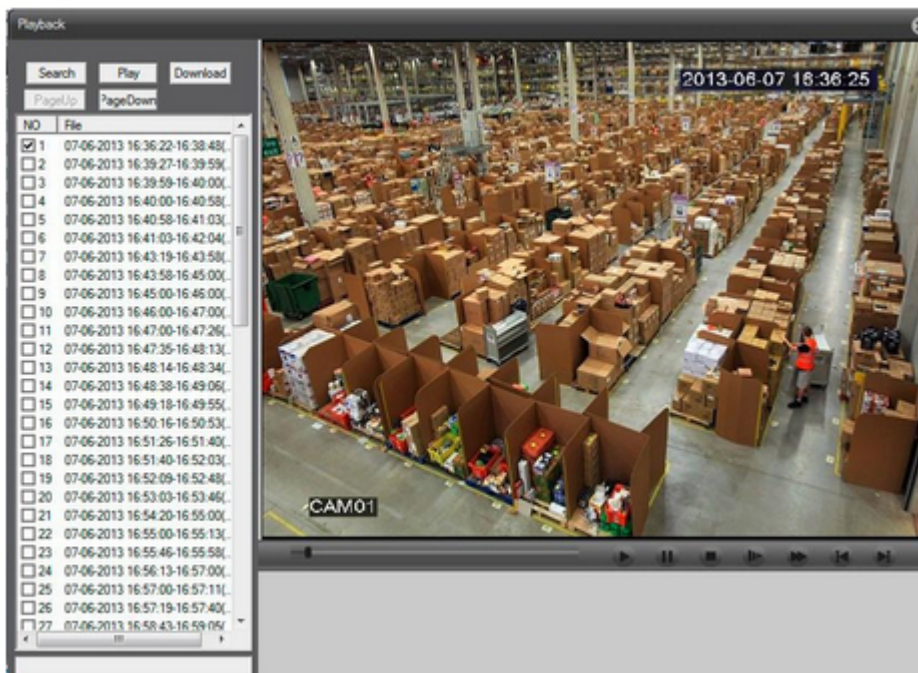 Playback
Search Play Download
PageUp PageDown
NO File
1 07-06-2013 16:36:22-16:38:48(..
2 07-06-2013 16:39:27-16:39:59(..
3 07-06-2013 16:39:59-16:40:00(..
4 07-06-2013 16:40:00-16:40:58(..
5 07-06-2013 16:40:58-16:41:03(..
6 07-06-2013 16:41:03-16:42:04(..
7 07-06-2013 16:43:19-16:43:58(..
8 07-06-2013 16:43:58-16:45:00(..
9 07-06-2013 16:45:00-16:46:00(..
10 07-06-2013 16:46:00-16:47:00(..
11 07-06-2013 16:47:00-16:47:26(..
12 07-06-2013 16:47:35-16:48:13(..
13 07-06-2013 16:48:14-16:48:34(..
14 07-06-2013 16:48:38-16:49:06(..
15 07-06-2013 16:49:18-16:49:55(..
16 07-06-2013 16:50:16-16:50:53(..
17 07-06-2013 16:51:26-16:51:40(..
18 07-06-2013 16:51:40-16:52:03(..
19 07-06-2013 16:52:09-16:52:48(..
20 07-06-2013 16:53:03-16:53:46(..
21 07-06-2013 16:54:20-16:55:00(..
22 07-06-2013 16:55:00-16:55:13(..
23 07-06-2013 16:55:46-16:55:58(..
24 07-06-2013 16:56:13-16:57:00(..
25 07-06-2013 16:57:00-16:57:11(..
26 07-06-2013 16:57:19-16:57:40(..
27 07-06-2013 16:58:43-16:59:05(..
2013-06-07 16:36:25
CAM01